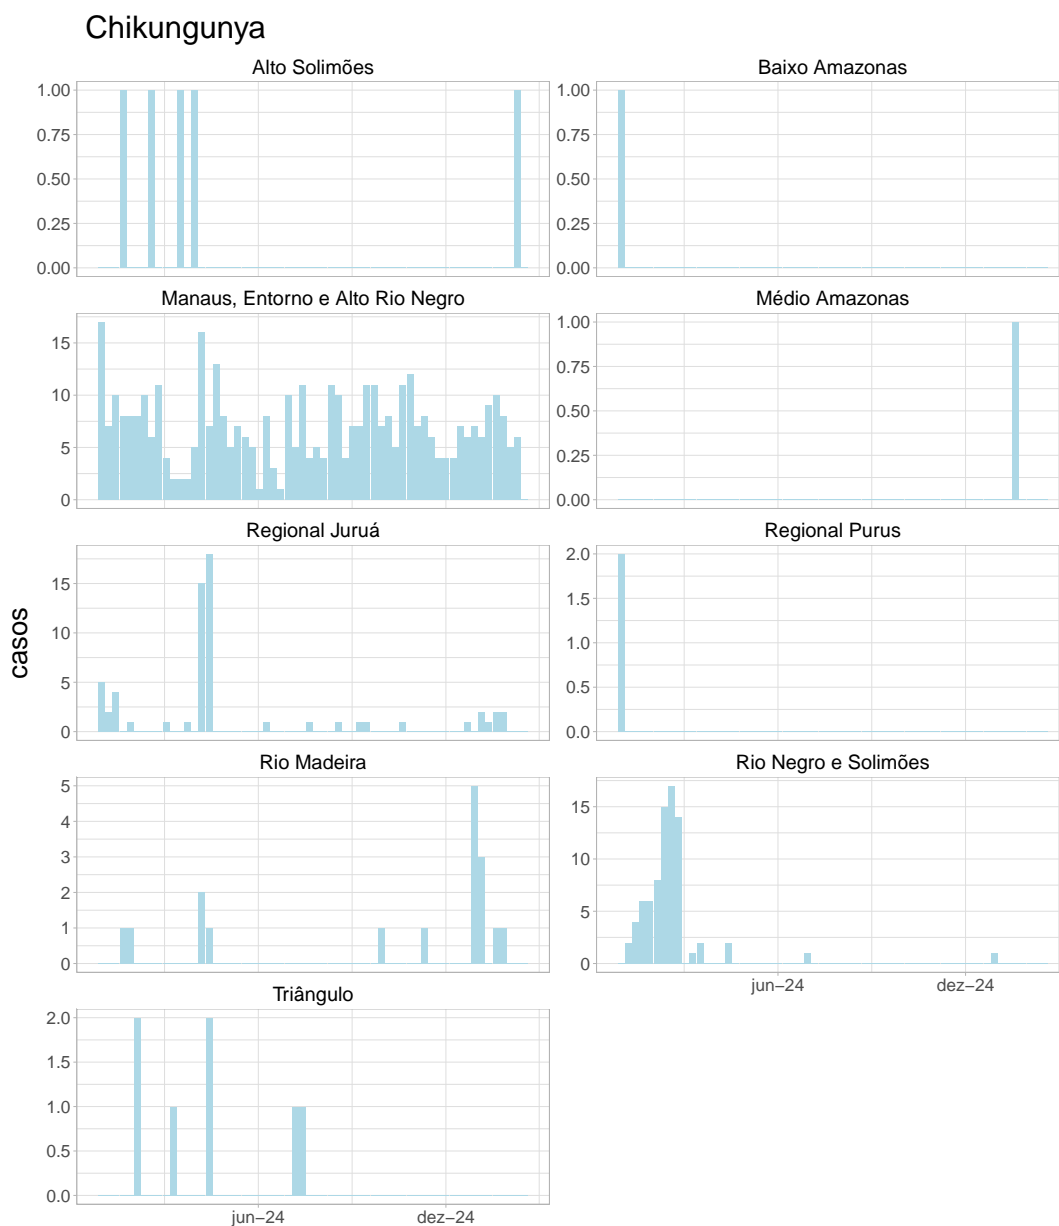 Chikungunya
Alto Solimões
Baixo Amazonas
1.00
0.75
0.50
0.25
0.00
1.00
0.75
0.50
0.25
0.00
Manaus, Entorno e Alto Rio Negro
Médio Amazonas
15
10
5
0
1.00
0.75
0.50
0.25
0.00
Regional Juruá
Regional Purus
15
10
5
0
2.0
1.5
1.0
0.5
0.0
casos
Rio Madeira
Rio Negro e Solimões
5
4
3
2
1
0
15
10
5
0
jun−24
dez−24
Triângulo
2.0
1.5
1.0
0.5
0.0
jun−24
dez−24